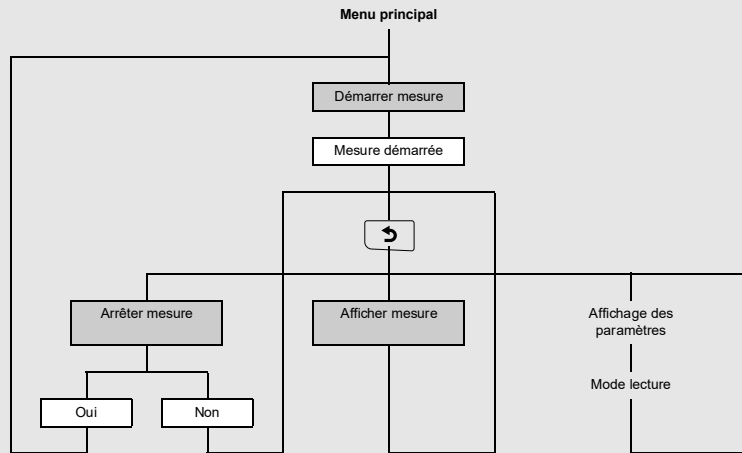 Menu principal
Démarrer mesure
Mesure démarrée
Arrêter mesure
Afficher mesure
Affichage des
paramètres
Mode lecture
Oui
Non